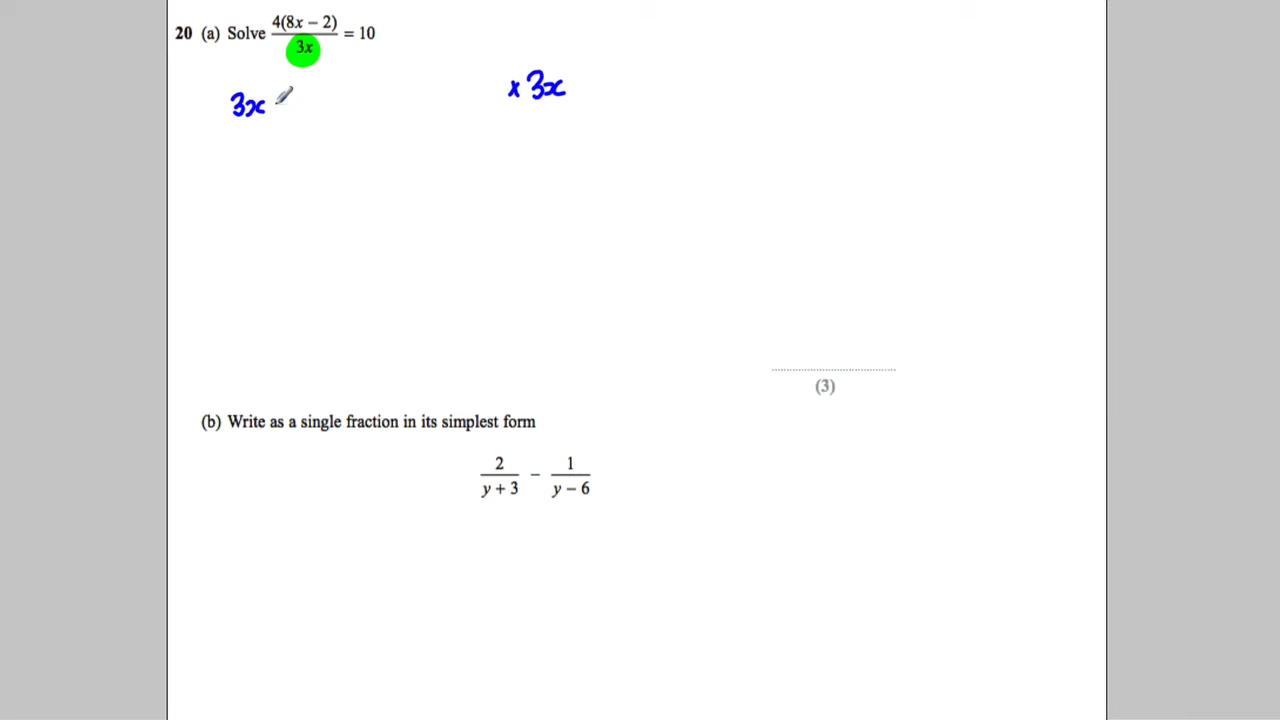 20 (a) Solve 4(8x − 2)/3x = 10
3x
× 3x
(3)
(b) Write as a single fraction in its simplest form
2/(y + 3) − 1/(y − 6)